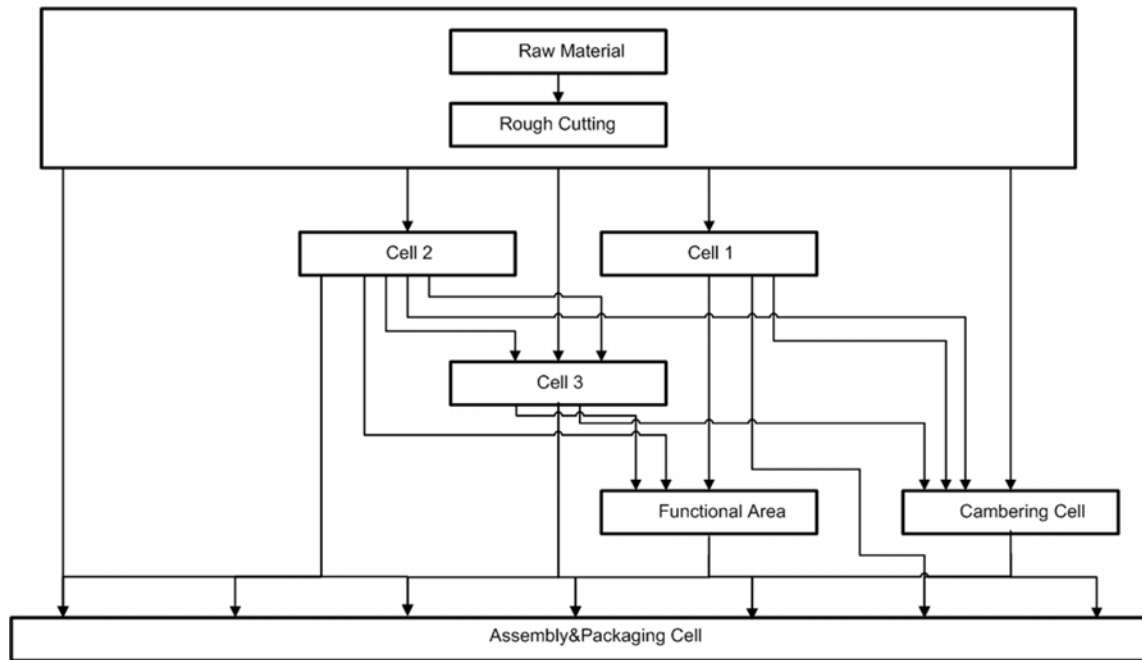 Raw Material
Rough Cutting
Cell 2
Cell 1
Cell 3
Functional Area
Cambering Cell
Assembly&Packaging Cell